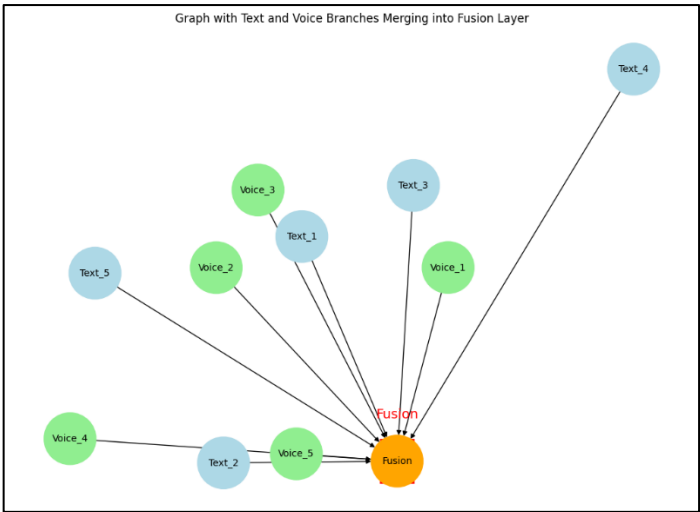 Graph with Text and Voice Branches Merging into Fusion Layer
Text_4
Voice_3
Text_3
Text_1
Voice_2
Voice_1
Text_5
Fusion
Voice_4
Voice_5
Text_2
Fusion